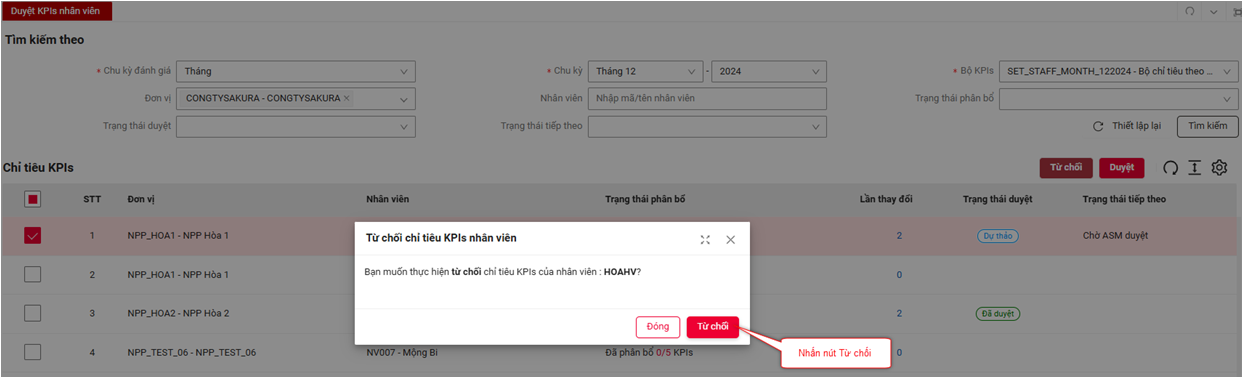 Duyệt KPIs nhân viên
Tìm kiếm theo
* Chu kỳ đánh giá Tháng * Chu kỳ Tháng 12 - 2024 * Bộ KPIs SET_STAFF_MONTH_122024 - Bộ chỉ tiêu theo ...
Đơn vị CONGTYSAKURA - CONGTYSAKURA Nhân viên Nhập mã/tên nhân viên Trạng thái phân bổ
Trạng thái duyệt Trạng thái tiếp theo Thiết lập lại Tìm kiếm
Chỉ tiêu KPIs Từ chối Duyệt
STT Đơn vị Nhân viên Trạng thái phân bổ Lần thay đổi Trạng thái duyệt Trạng thái tiếp theo
1 NPP_HOA1 - NPP Hòa 1 2 Dự thảo Chờ ASM duyệt
2 NPP_HOA1 - NPP Hòa 1 0
3 NPP_HOA2 - NPP Hòa 2 2 Đã duyệt
4 NPP_TEST_06 - NPP_TEST_06 NV007 - Mộng Bi Đã phân bổ 0/5 KPIs 0
Từ chối chỉ tiêu KPIs nhân viên
Bạn muốn thực hiện từ chối chỉ tiêu KPIs của nhân viên : HOAHV?
Đóng Từ chối
Nhấn nút Từ chối